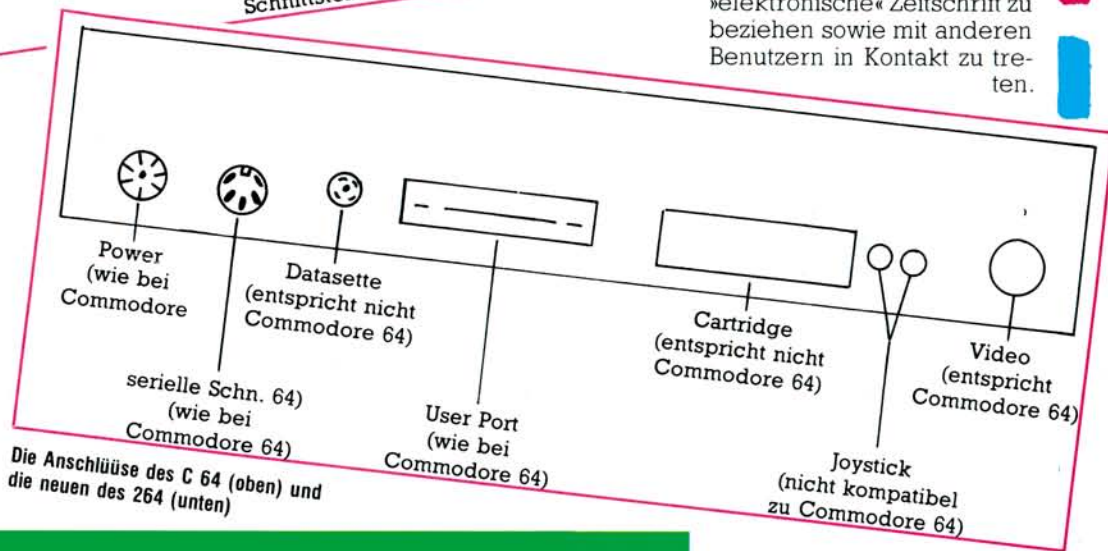 »elektronische« Zeitschrift zu
beziehen sowie mit anderen
Benutzern in Kontakt zu tre-
ten.
Power
(wie bei
Commodore
serielle Schn. 64)
(wie bei
Commodore 64)
Datasette
(entspricht nicht
Commodore 64)
User Port
(wie bei
Commodore 64)
Cartridge
(entspricht nicht
Commodore 64)
Joystick
(nicht kompatibel
zu Commodore 64)
Video
(entspricht
Commodore 64)
Die Anschlüüse des C 64 (oben) und
die neuen des 264 (unten)